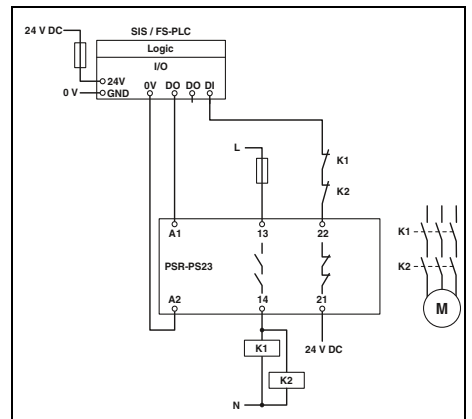 24 V DC
SIS / FS-PLC
Logic
I/O
24V
0V DO DO DI
0 V
GND
L
K1
K2
A1 13 22
PSR-PS23
K1
K2
M
A2 14 21
K1
24 V DC
K2
N